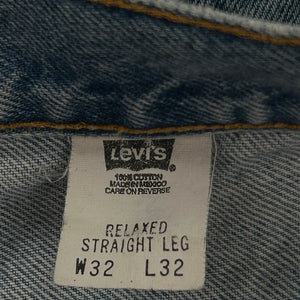 Levi's®
100% COTTON
MADE IN MEXICO
CARE ON REVERSE
RELAXED
STRAIGHT LEG
W32 L32